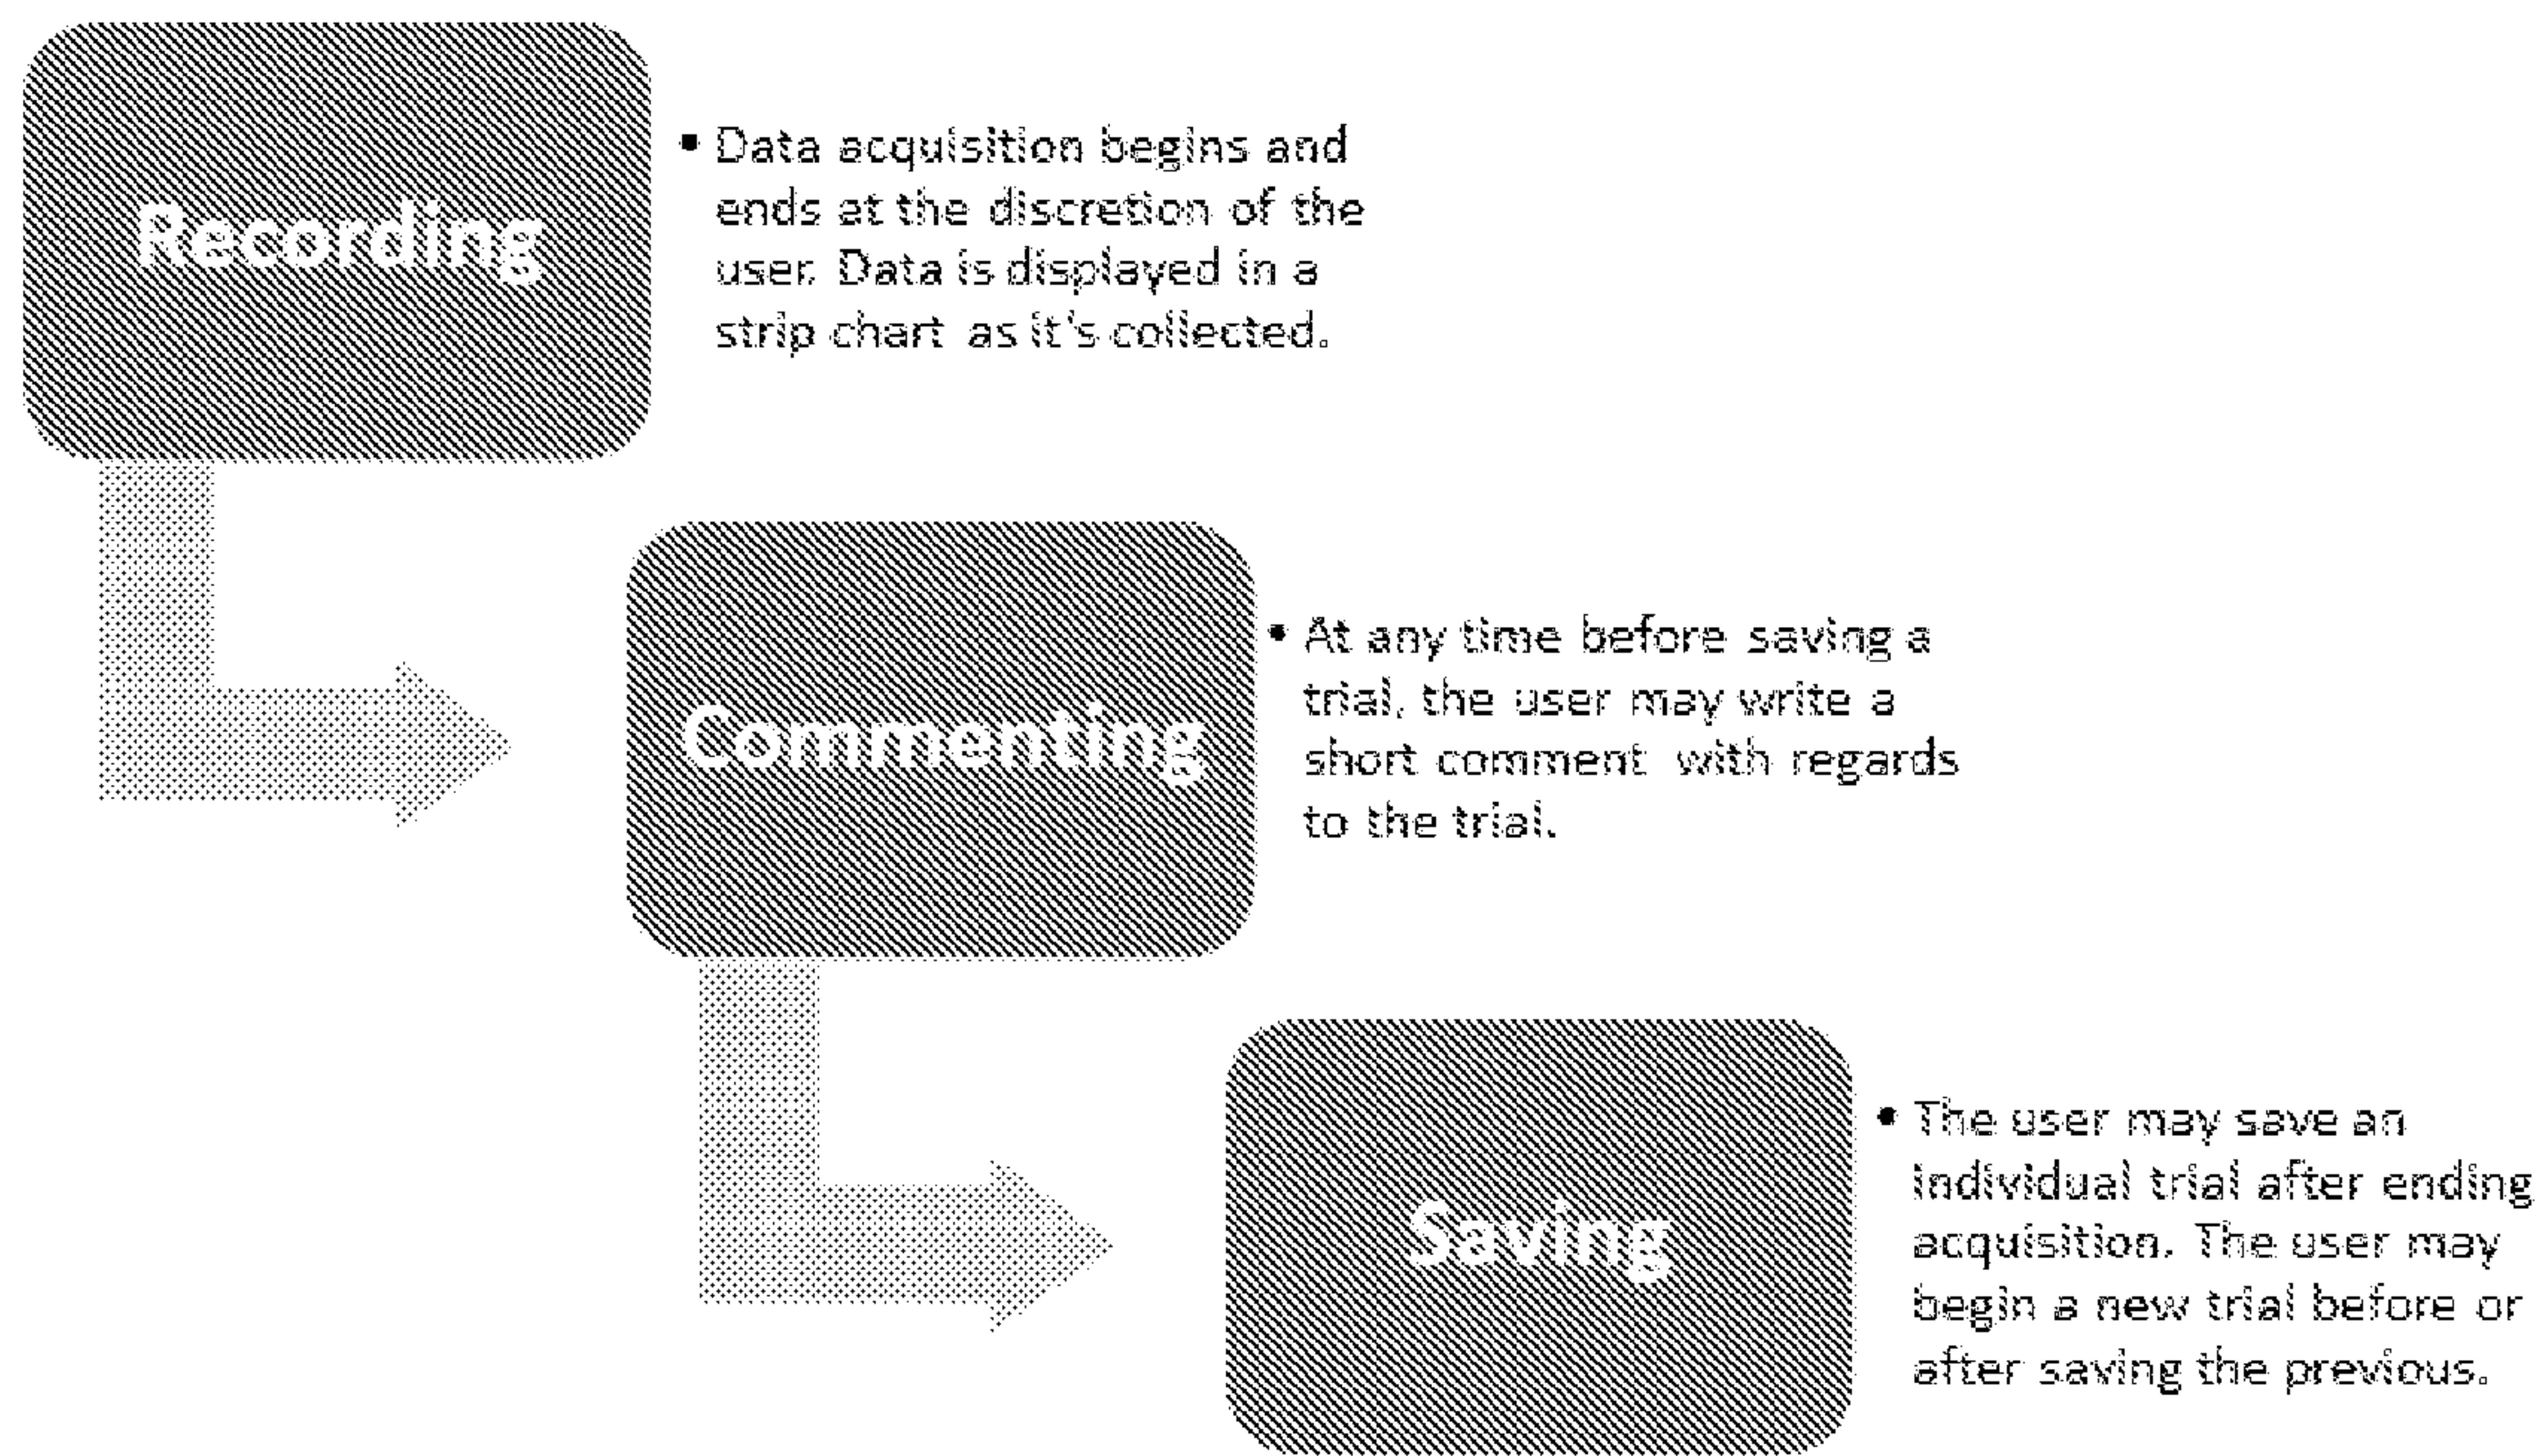 Recording
• Data acquisition begins and
ends at the discretion of the
user. Data is displayed in a
strip chart as it's collected.
Commenting
• At any time before saving a
trial, the user may write a
short comment with regards
to the trial.
Saving
• The user may save an
individual trial after ending
acquisition. The user may
begin a new trial before or
after saving the previous.